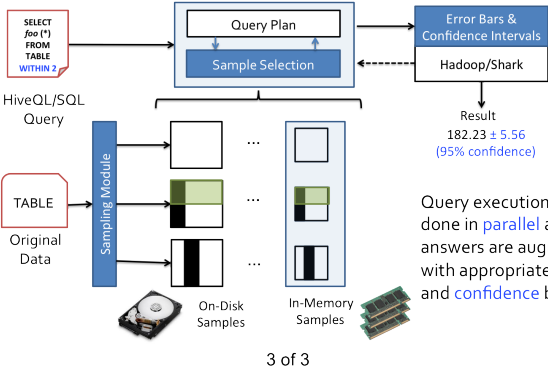 SELECT
foo (*)
FROM
TABLE
WITHIN 2
HiveQL/SQL
Query
Query Plan
Sample Selection
Error Bars &
Confidence Intervals
Hadoop/Shark
Result
182.23 ± 5.56
(95% confidence)
TABLE
Original
Data
Sampling Module
...
...
...
On-Disk
Samples
In-Memory
Samples
Query execution
done in parallel a
answers are aug
with appropriate
and confidence b
3 of 3